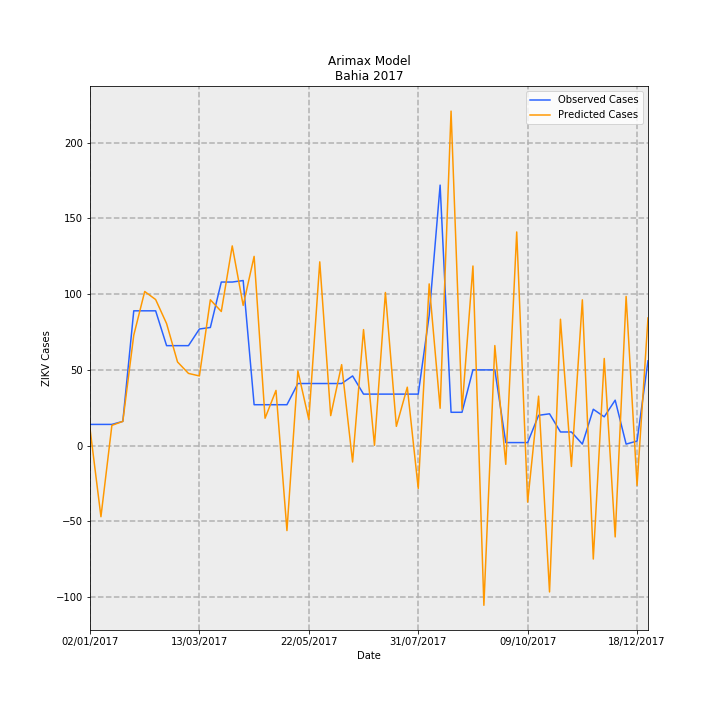 Arimax Model
Bahia 2017
Observed Cases
Predicted Cases
200
150
100
50
0
−50
−100
ZIKV Cases
02/01/2017 13/03/2017 22/05/2017 31/07/2017 09/10/2017 18/12/2017
Date